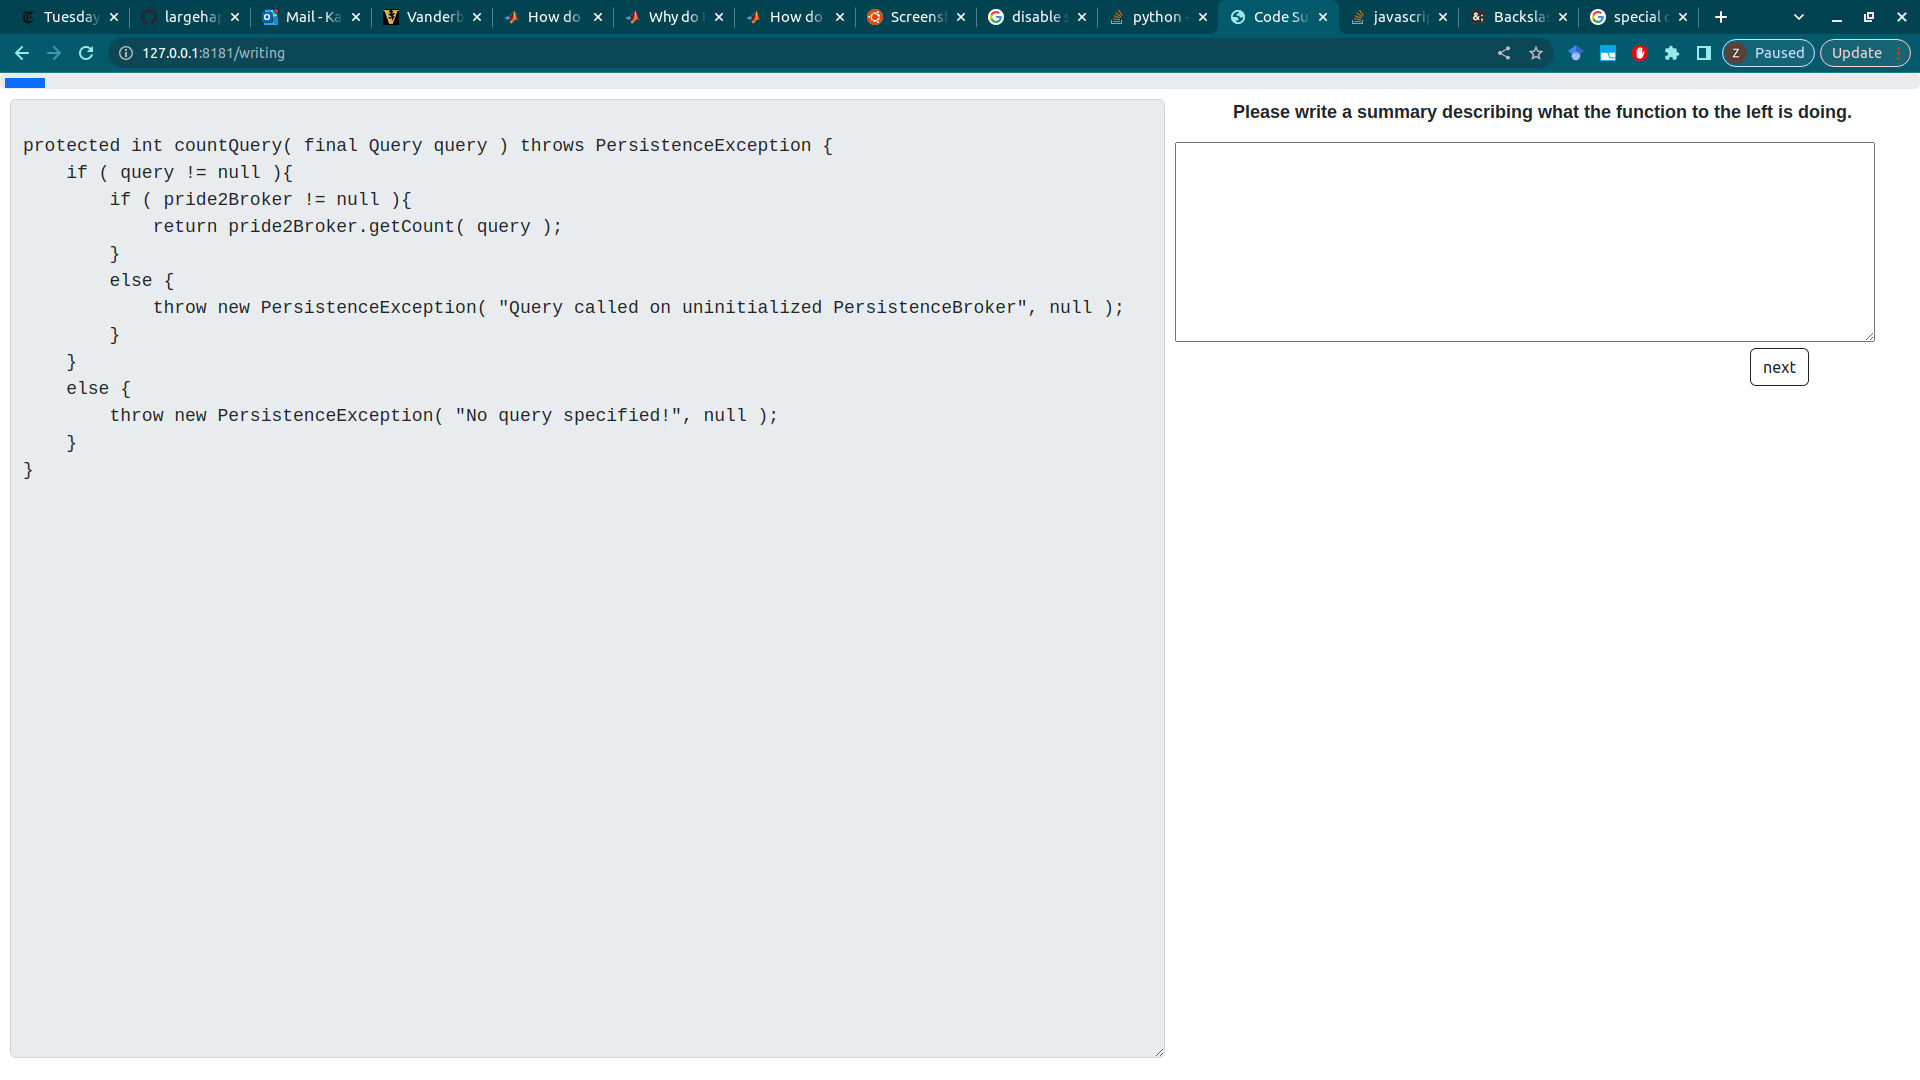 Tuesday
largehap
Mail - Ka
Vanderb
How do
Why do
How do
Screens
disable s
python -
Code Su
javascri
Backsla
special c
127.0.0.1:8181/writing
Z Paused
Update
protected int countQuery( final Query query ) throws PersistenceException {
    if ( query != null ){
        if ( pride2Broker != null ){
            return pride2Broker.getCount( query );
        }
        else {
            throw new PersistenceException( "Query called on uninitialized PersistenceBroker", null );
        }
    }
    else {
        throw new PersistenceException( "No query specified!", null );
    }
}
Please write a summary describing what the function to the left is doing.
next